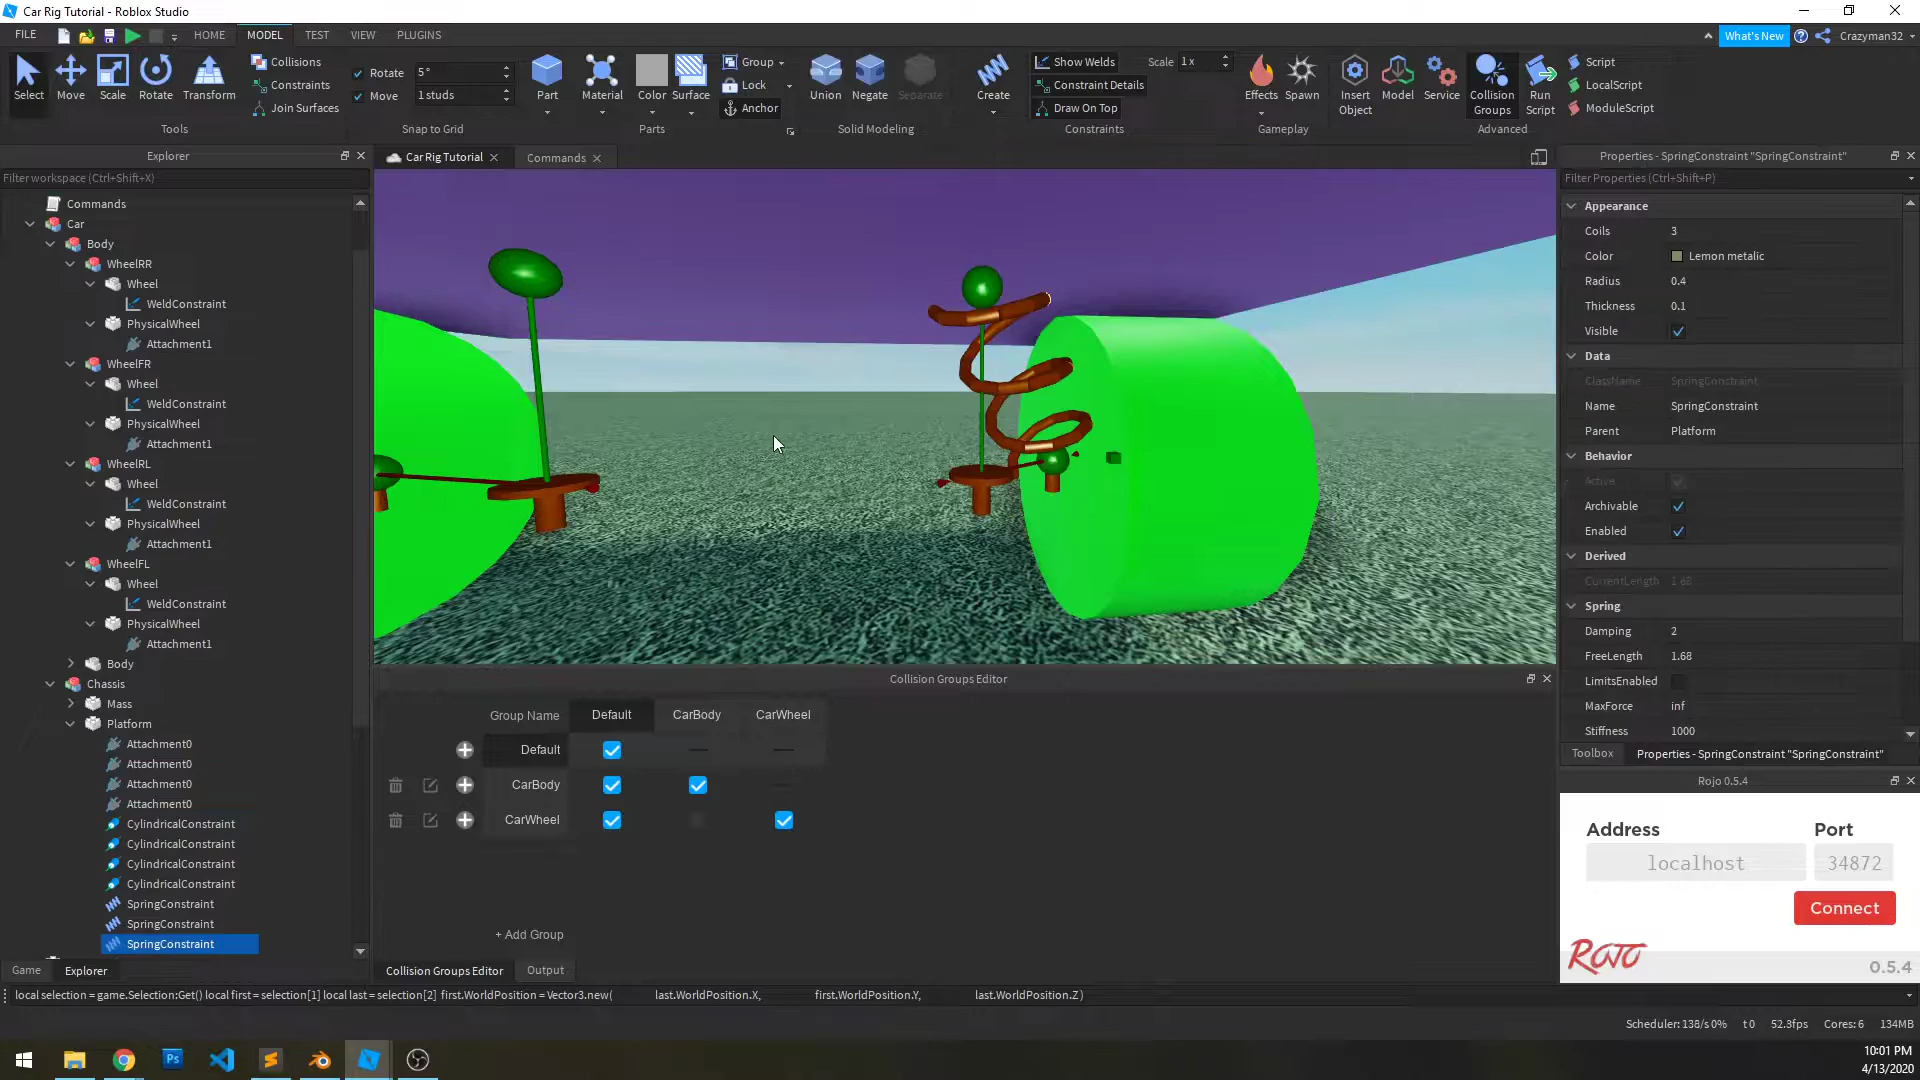 Car Rig Tutorial - Roblox Studio
FILE
HOME
MODEL
TEST
VIEW
PLUGINS
What's New
Crazyman32
Select
Move
Scale
Rotate
Transform
Collisions
Constraints
Join Surfaces
Tools
Rotate
5°
Move
1 studs
Snap to Grid
Part
Material
Color
Surface
Group
Lock
Anchor
Parts
Union
Negate
Separate
Solid Modeling
Create
Show Welds
Constraint Details
Draw On Top
Scale
1x
Constraints
Effects
Spawn
Gameplay
Insert
Object
Model
Service
Collision
Groups
Run
Script
Script
LocalScript
ModuleScript
Advanced
Explorer
Filter workspace (Ctrl+Shift+X)
Commands
Car
Body
WheelRR
Wheel
WeldConstraint
PhysicalWheel
Attachment1
WheelFR
Wheel
WeldConstraint
PhysicalWheel
Attachment1
WheelRL
Wheel
WeldConstraint
PhysicalWheel
Attachment1
WheelFL
Wheel
WeldConstraint
PhysicalWheel
Attachment1
Body
Chassis
Mass
Platform
Attachment0
Attachment0
Attachment0
Attachment0
CylindricalConstraint
CylindricalConstraint
CylindricalConstraint
CylindricalConstraint
SpringConstraint
SpringConstraint
SpringConstraint
Game
Explorer
Car Rig Tutorial
Commands
Collision Groups Editor
Group Name
Default
CarBody
CarWheel
Default
CarBody
CarWheel
+ Add Group
Collision Groups Editor
Output
Properties - SpringConstraint "SpringConstraint"
Filter Properties (Ctrl+Shift+P)
Appearance
Coils 3
Color Lemon metalic
Radius 0.4
Thickness 0.1
Visible
Data
ClassName SpringConstraint
Name SpringConstraint
Parent Platform
Behavior
Active
Archivable
Enabled
Derived
CurrentLength 1.68
Spring
Damping 2
FreeLength 1.68
LimitsEnabled
MaxForce inf
Stiffness 1000
Toolbox
Properties - SpringConstraint "SpringConstraint"
Rojo 0.5.4
Address
Port
localhost
34872
Connect
ROJO
0.5.4
local selection = game.Selection:Get() local first = selection[1] local last = selection[2] first.WorldPosition = Vector3.new( last.WorldPosition.X, first.WorldPosition.Y, last.WorldPosition.Z)
Scheduler: 138/s 0%
t 0
52.3fps
Cores: 6
134MB
Ps
10:01 PM
4/13/2020